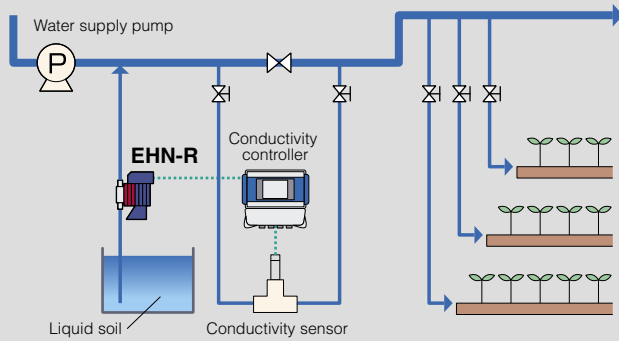 Water supply pump
P
EHN-R
Conductivity
controller
Liquid soil
Conductivity sensor